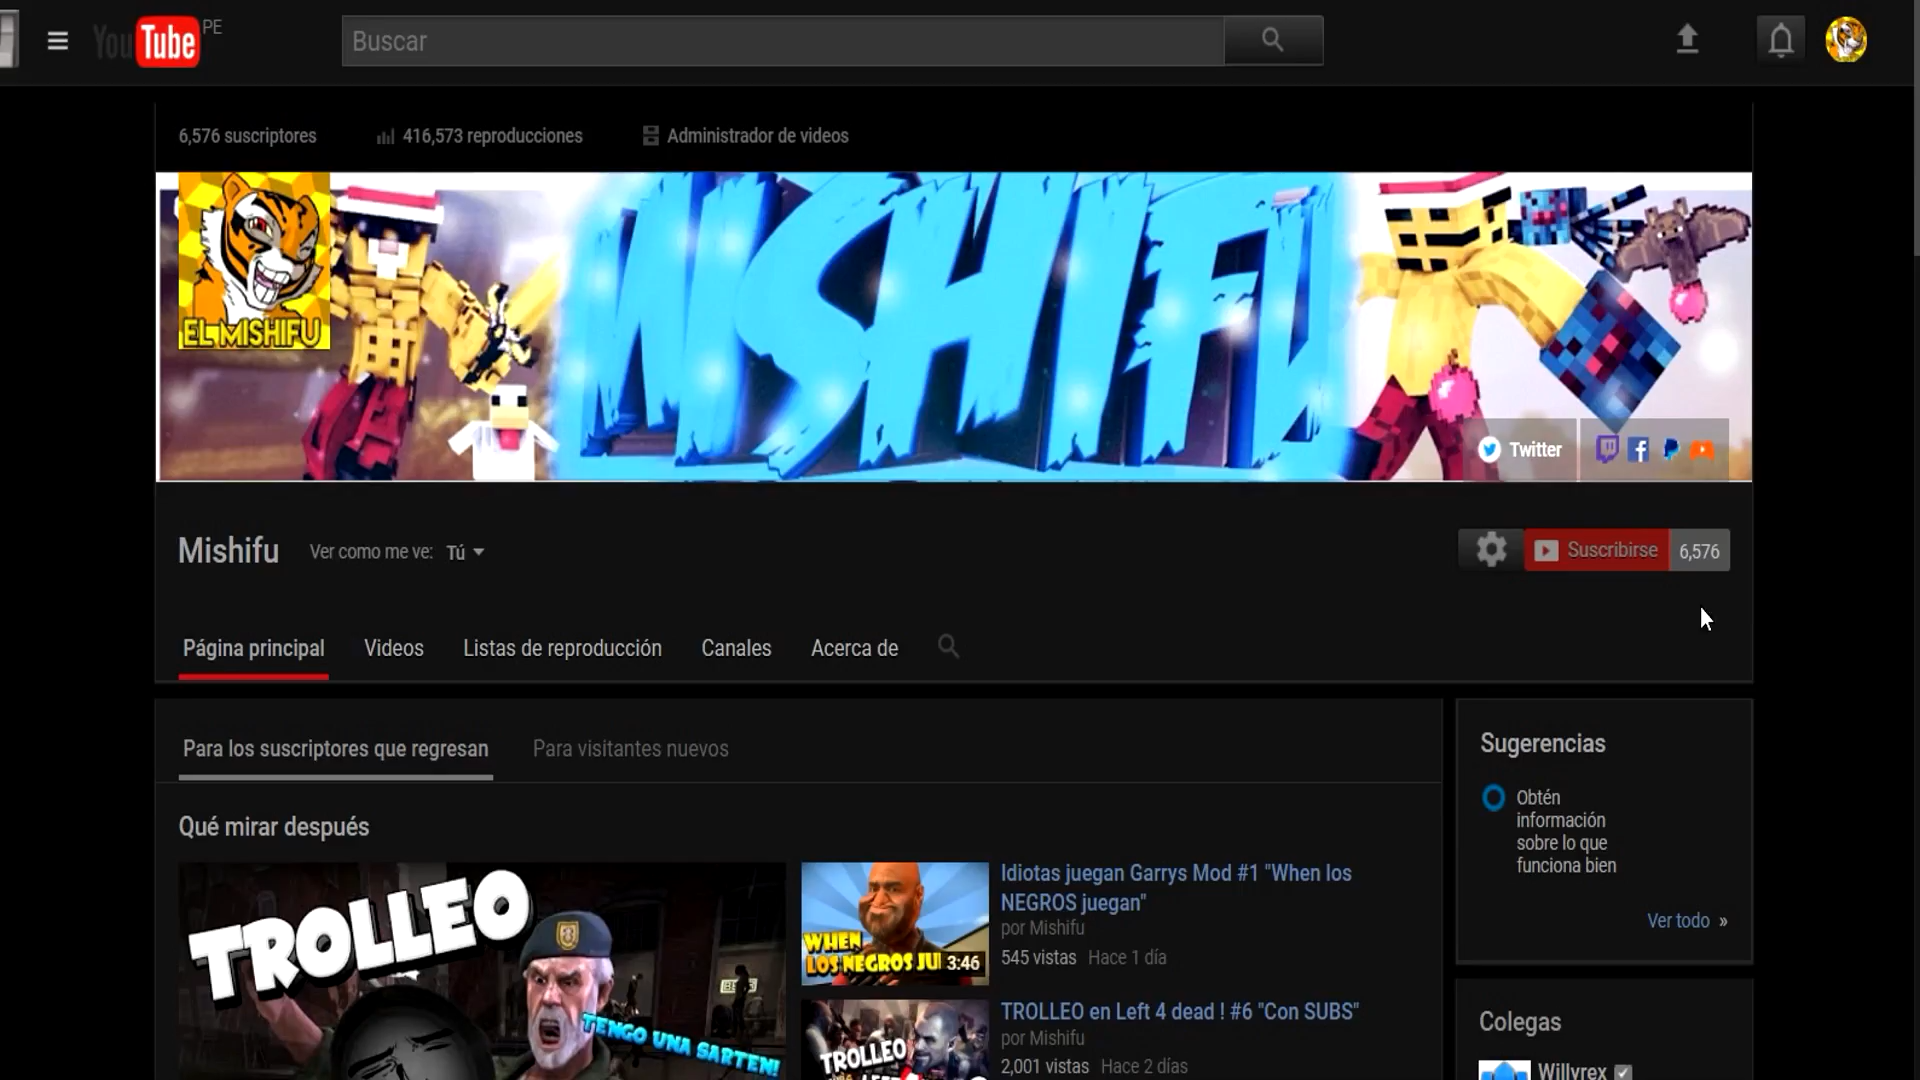 YouTube PE
Buscar
6,576 suscriptores
416,573 reproducciones
Administrador de videos
EL MISHIFU
MISHIFU
Twitter
Mishifu
Ver como me ve: Tú
Suscribirse 6,576
Página principal
Videos
Listas de reproducción
Canales
Acerca de
Para los suscriptores que regresan
Para visitantes nuevos
Qué mirar después
TROLLEO
TENGO UNA SARTEN!
WHEN
LOS NEGROS JU
3:46
Idiotas juegan Garrys Mod #1 "When los
NEGROS juegan"
por Mishifu
545 vistas Hace 1 día
TROLLEO
TROLLEO en Left 4 dead ! #6 "Con SUBS"
por Mishifu
2,001 vistas Hace 2 días
Sugerencias
Obtén
información
sobre lo que
funciona bien
Ver todo »
Colegas
Willyrex